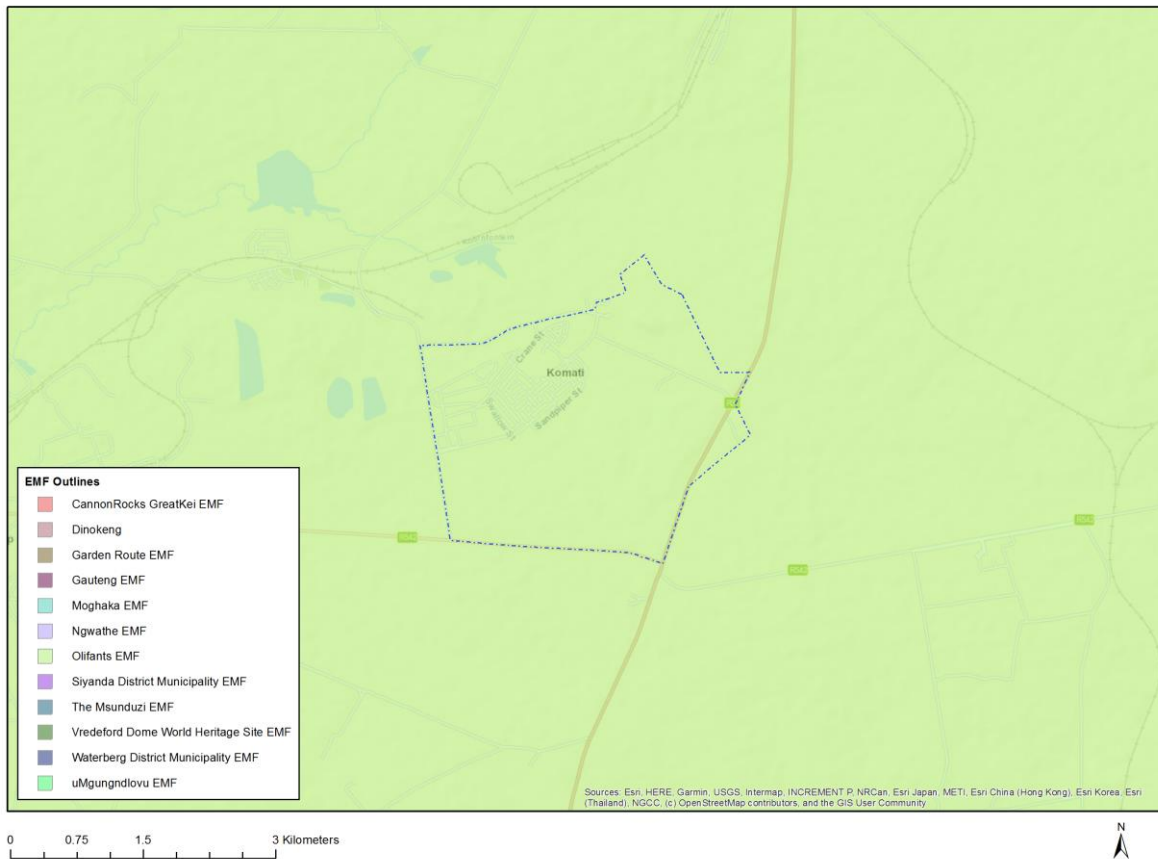 Crane St
Komati
Swallow St
Sandpiper St
EMF Outlines
CannonRocks GreatKei EMF
Dinokeng
Garden Route EMF
Gauteng EMF
Moghaka EMF
Ngwathe EMF
Olifants EMF
Siyanda District Municipality EMF
The Msunduzi EMF
Vredeford Dome World Heritage Site EMF
Waterberg District Municipality EMF
uMgungndlovu EMF
R542
Sources: Esri, HERE, Garmin, USGS, Intermap, INCREMENT P, NRCan, Esri Japan, METI, Esri China (Hong Kong), Esri Korea, Esri
(Thailand), NGCC, (c) OpenStreetMap contributors, and the GIS User Community
0 0.75 1.5 3 Kilometers
N